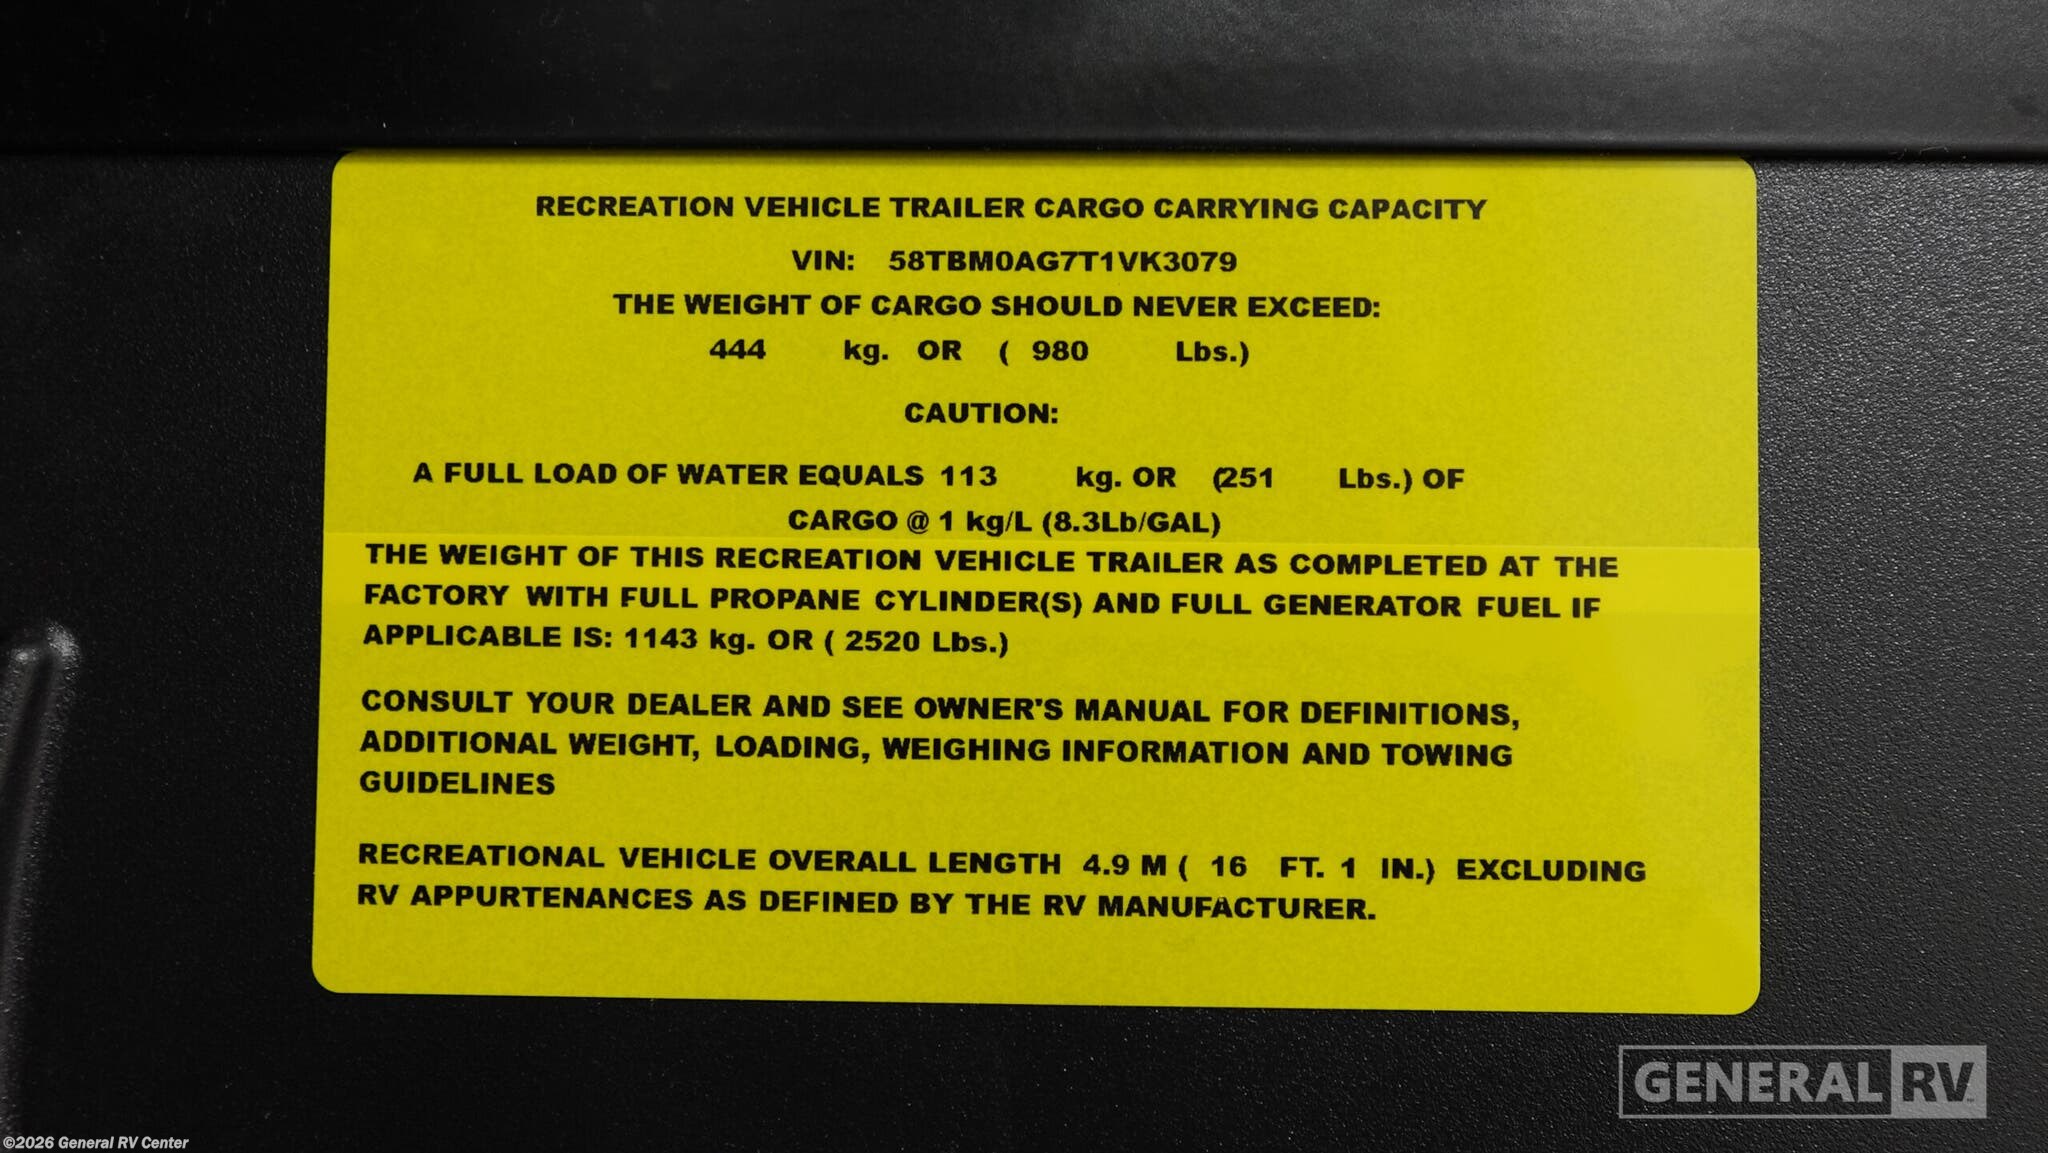 RECREATION VEHICLE TRAILER CARGO CARRYING CAPACITY
VIN: 58TBM0AG7T1VK3079
THE WEIGHT OF CARGO SHOULD NEVER EXCEED:
444 kg. OR ( 980 Lbs.)
CAUTION:
A FULL LOAD OF WATER EQUALS 113 kg. OR (251 Lbs.) OF
CARGO @ 1 kg/L (8.3Lb/GAL)
THE WEIGHT OF THIS RECREATION VEHICLE TRAILER AS COMPLETED AT THE
FACTORY WITH FULL PROPANE CYLINDER(S) AND FULL GENERATOR FUEL IF
APPLICABLE IS: 1143 kg. OR ( 2520 Lbs.)
CONSULT YOUR DEALER AND SEE OWNER'S MANUAL FOR DEFINITIONS,
ADDITIONAL WEIGHT, LOADING, WEIGHING INFORMATION AND TOWING
GUIDELINES
RECREATIONAL VEHICLE OVERALL LENGTH 4.9 M ( 16 FT. 1 IN.) EXCLUDING
RV APPURTENANCES AS DEFINED BY THE RV MANUFACTURER.
GENERAL RV
©2026 General RV Center